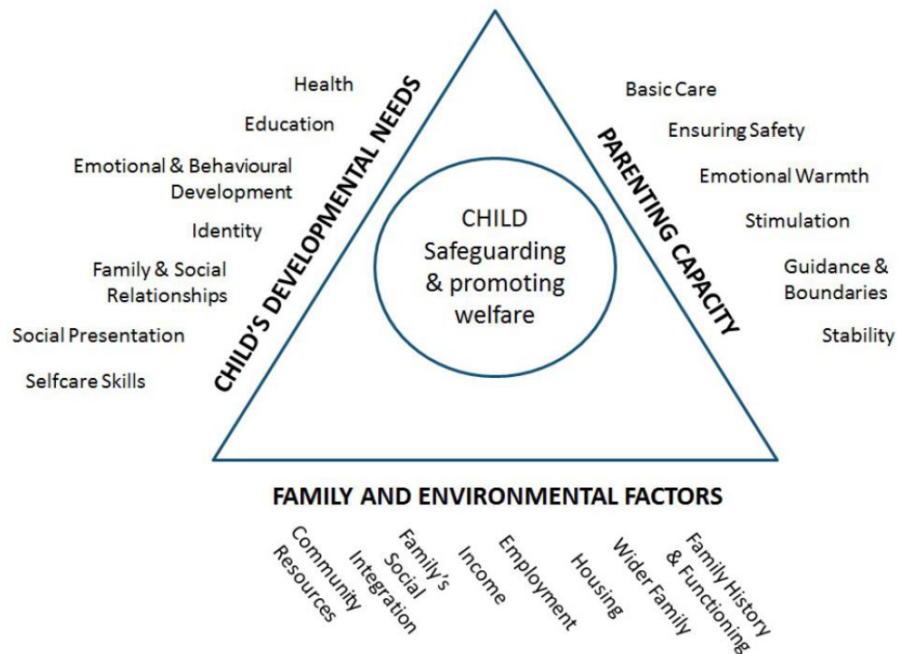 Health
Education
Emotional & Behavioural
Development
Identity
Family & Social
Relationships
Social Presentation
Selfcare Skills
CHILD'S DEVELOPMENTAL NEEDS
CHILD
Safeguarding
& promoting
welfare
PARENTING CAPACITY
Basic Care
Ensuring Safety
Emotional Warmth
Stimulation
Guidance &
Boundaries
Stability
FAMILY AND ENVIRONMENTAL FACTORS
Community
Resources
Family's
Social
Integration
Income
Employment
Housing
Wider Family
Family History
& Functioning